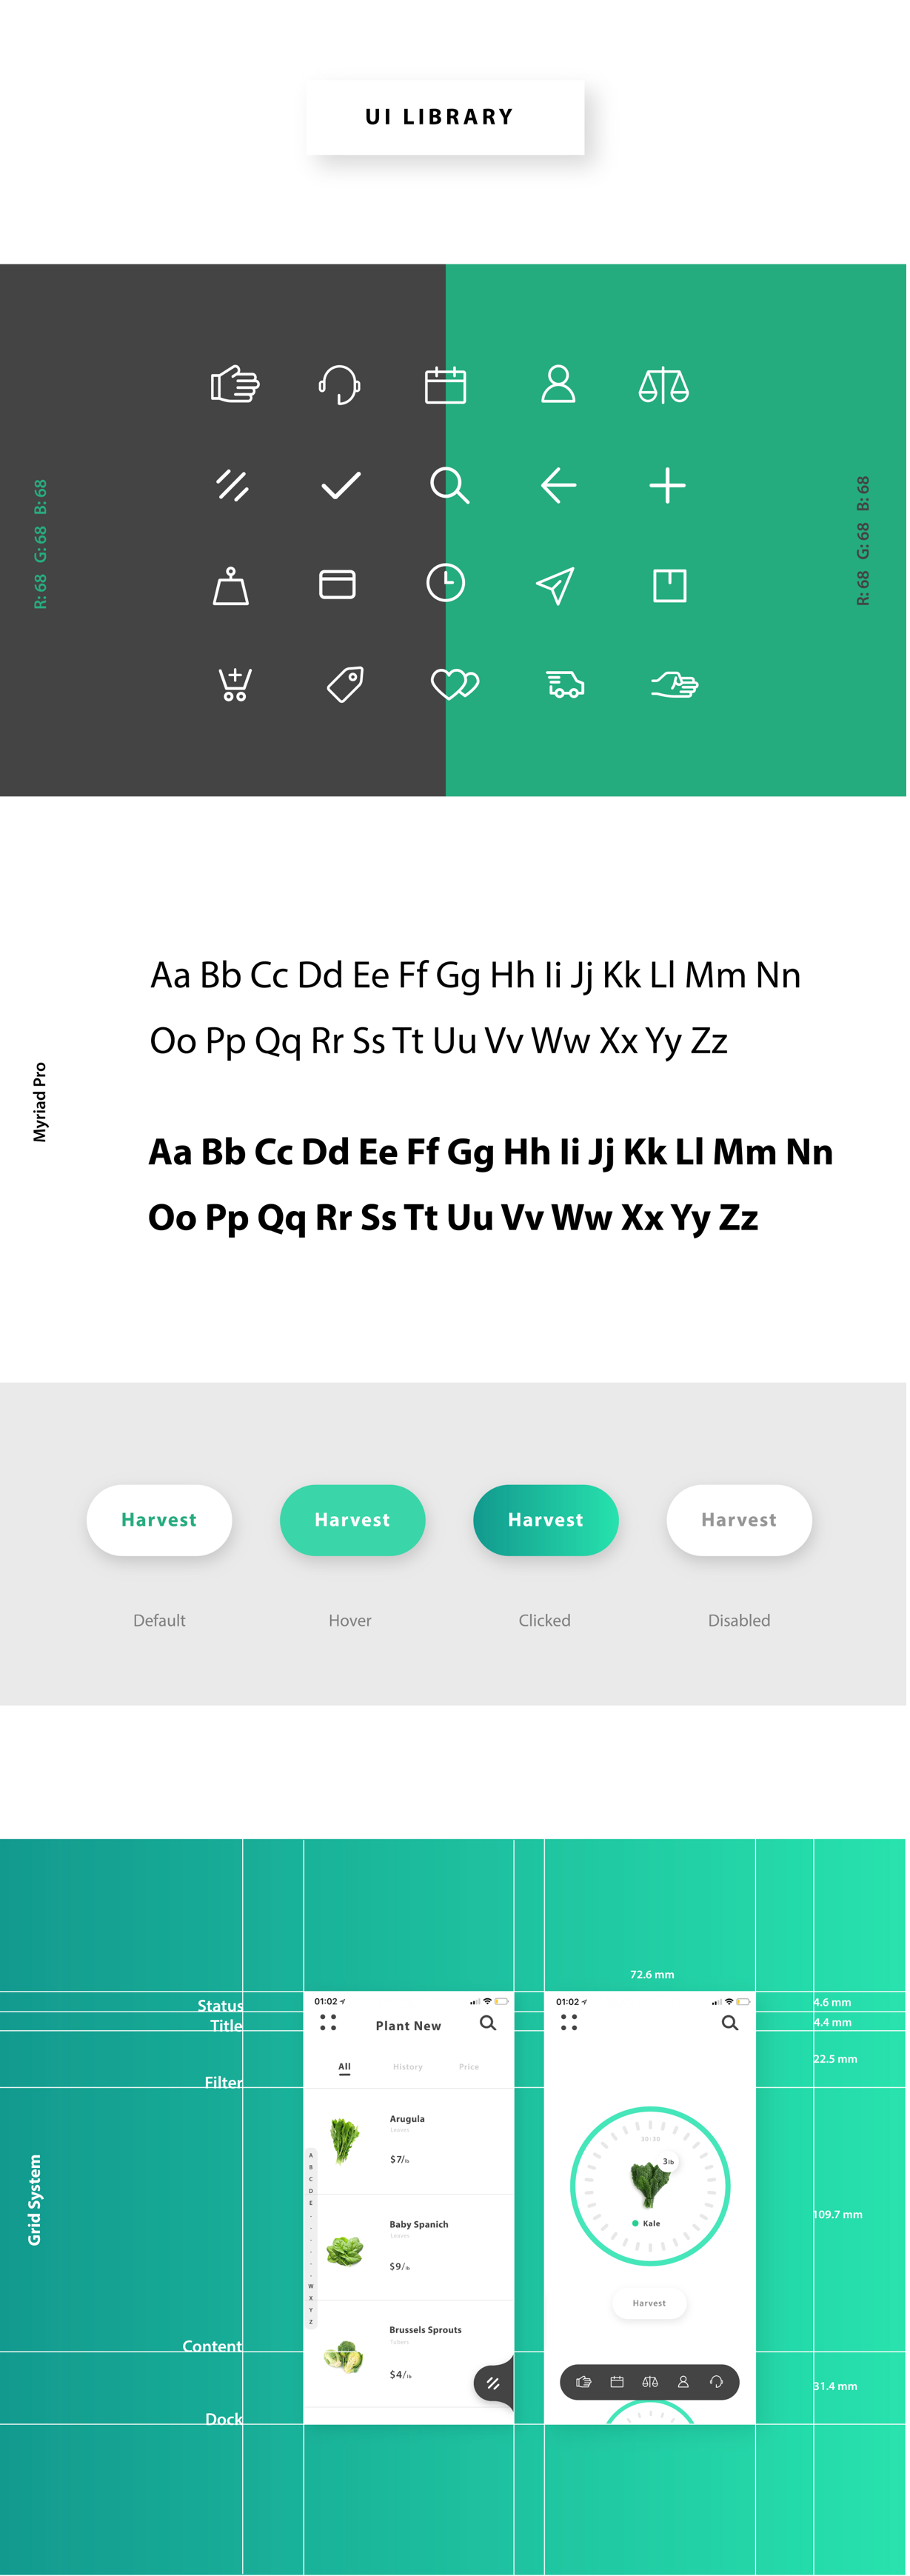 UI LIBRARY
R: 68 G: 68 B: 68
R: 68 G: 68 B: 68
Myriad Pro
Aa Bb Cc Dd Ee Ff Gg Hh Ii Jj Kk Ll Mm Nn
Oo Pp Qq Rr Ss Tt Uu Vv Ww Xx Yy Zz
Aa Bb Cc Dd Ee Ff Gg Hh Ii Jj Kk Ll Mm Nn
Oo Pp Qq Rr Ss Tt Uu Vv Ww Xx Yy Zz
Harvest
Harvest
Harvest
Harvest
Default
Hover
Clicked
Disabled
Grid System
Status
Title
Filter
Content
Dock
01:02
Plant New
All
History
Price
Arugula
Leaves
$7/lb
Baby Spanich
Leaves
$9/lb
Brussels Sprouts
Tubers
$4/lb
A
B
C
D
E
-
-
-
-
-
-
W
X
Y
Z
72.6 mm
01:02
30-30
3 lb
Kale
Harvest
4.6 mm
4.4 mm
22.5 mm
109.7 mm
31.4 mm